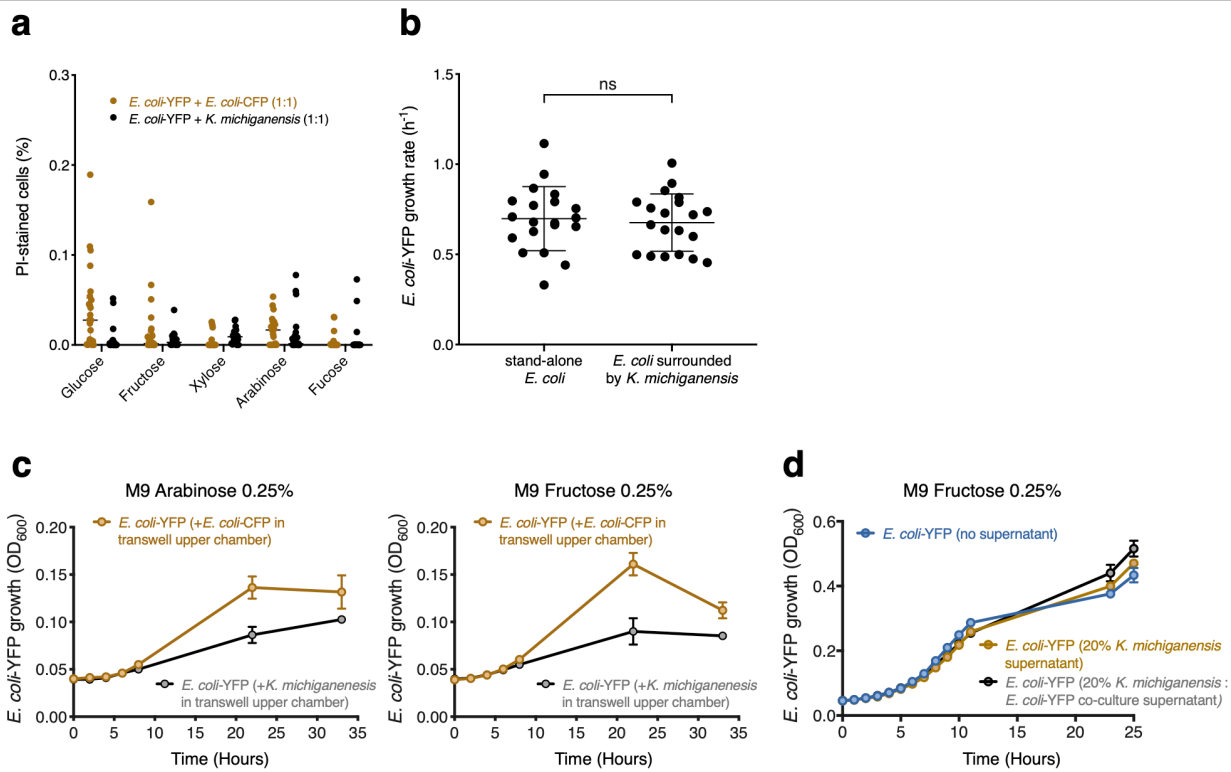 a
0.3
0.2
0.1
0.0
PI-stained cells (%)
E. coli-YFP + E. coli-CFP (1:1)
E. coli-YFP + K. michiganensis (1:1)
Glucose
Fructose
Xylose
Arabinose
Fucose
b
1.5
1.0
0.5
0.0
E. coli-YFP growth rate (h-1)
ns
stand-alone
E. coli
E. coli surrounded
by K. michiganensis
c
M9 Arabinose 0.25%
E. coli-YFP growth (OD600)
0.20
0.15
0.10
0.05
0.00
E. coli-YFP (+E. coli-CFP in
transwell upper chamber)
E. coli-YFP (+K. michiganenesis
in transwell upper chamber)
0 5 10 15 20 25 30 35
Time (Hours)
M9 Fructose 0.25%
E. coli-YFP growth (OD600)
0.20
0.15
0.10
0.05
0.00
E. coli-YFP (+E. coli-CFP in
transwell upper chamber)
E. coli-YFP (+K. michiganenesis
in transwell upper chamber)
0 5 10 15 20 25 30 35
Time (Hours)
d
M9 Fructose 0.25%
E. coli-YFP growth (OD600)
0.6
0.4
0.2
0.0
E. coli-YFP (no supernatant)
E. coli-YFP (20% K. michiganensis
supernatant)
E. coli-YFP (20% K. michiganensis :
E. coli-YFP co-culture supernatant)
0 5 10 15 20 25
Time (Hours)